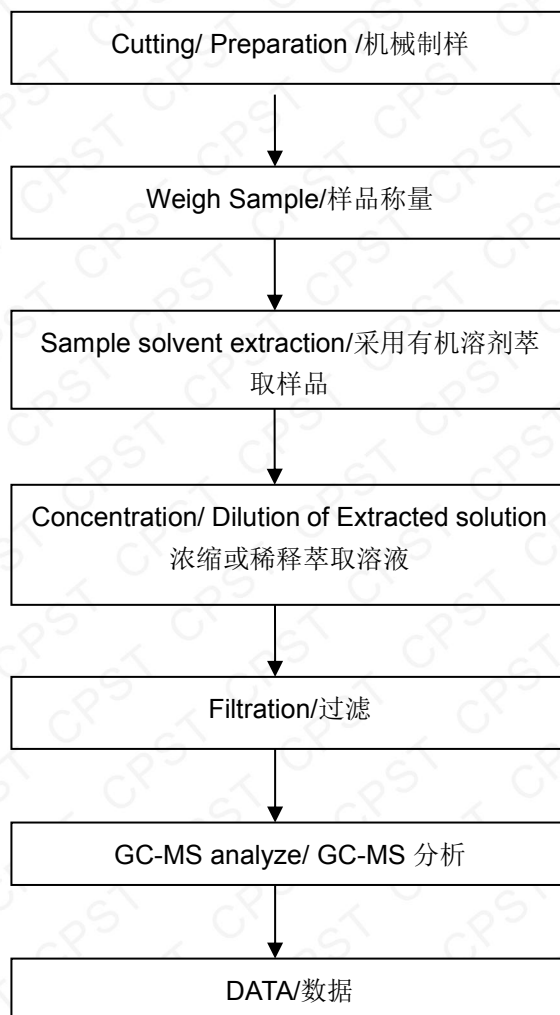 Cutting/ Preparation /机械制样
Weigh Sample/样品称量
Sample solvent extraction/采用有机溶剂萃
取样品
Concentration/ Dilution of Extracted solution
浓缩或稀释萃取溶液
Filtration/过滤
GC-MS analyze/ GC-MS 分析
DATA/数据